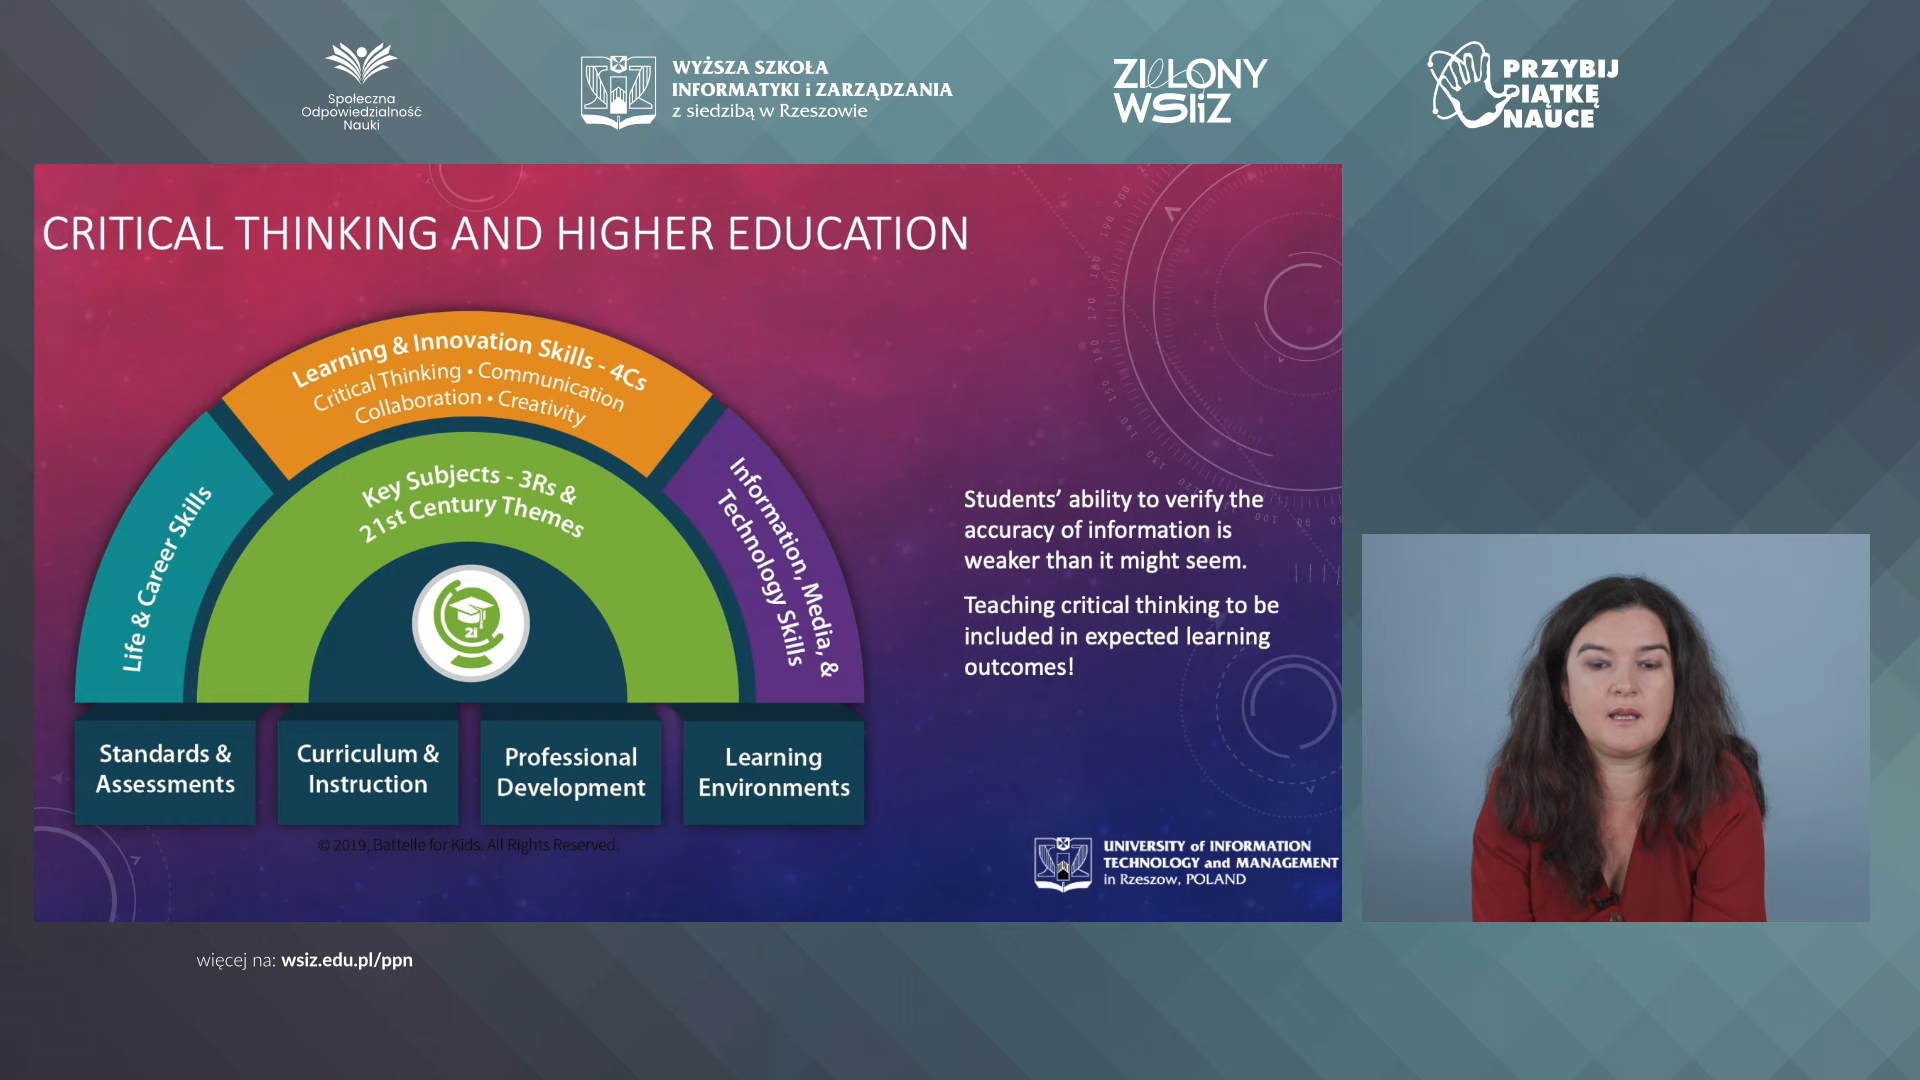 Społeczna
Odpowiedzialność
Nauki
WYŻSZA SZKOŁA
INFORMATYKI i ZARZĄDZANIA
z siedzibą w Rzeszowie
ZIELONY
WSIiZ
PRZYBIJ
PIĄTKĘ
NAUCE
CRITICAL THINKING AND HIGHER EDUCATION
Learning & Innovation Skills - 4Cs
Critical Thinking • Communication
Collaboration • Creativity
Life & Career Skills
Key Subjects - 3Rs &
21st Century Themes
Information, Media, &
Technology Skills
21
Standards &
Assessments
Curriculum &
Instruction
Professional
Development
Learning
Environments
© 2019, Battelle for Kids. All Rights Reserved.
Students’ ability to verify the
accuracy of information is
weaker than it might seem.
Teaching critical thinking to be
included in expected learning
outcomes!
UNIVERSITY of INFORMATION
TECHNOLOGY and MANAGEMENT
in Rzeszow, POLAND
więcej na: wsiz.edu.pl/ppn